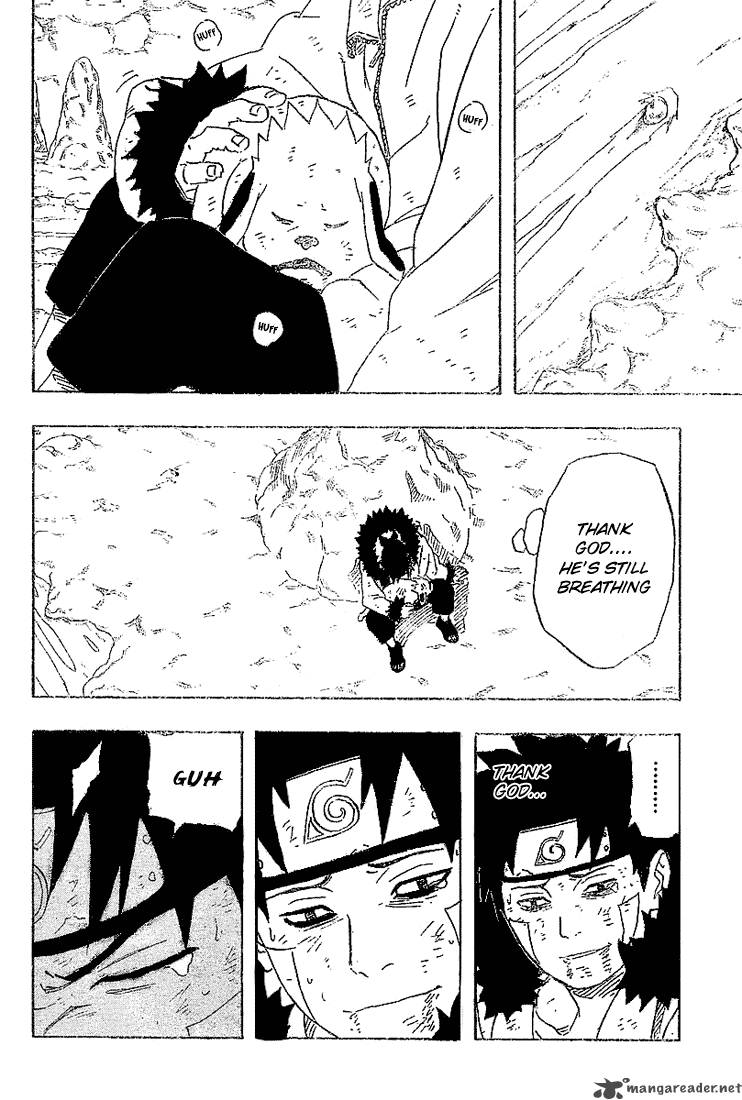 HUFF
HUFF
HUFF
THANK
GOD....
HE'S STILL
BREATHING
........
THANK
GOD...
GUH
mangareader.net